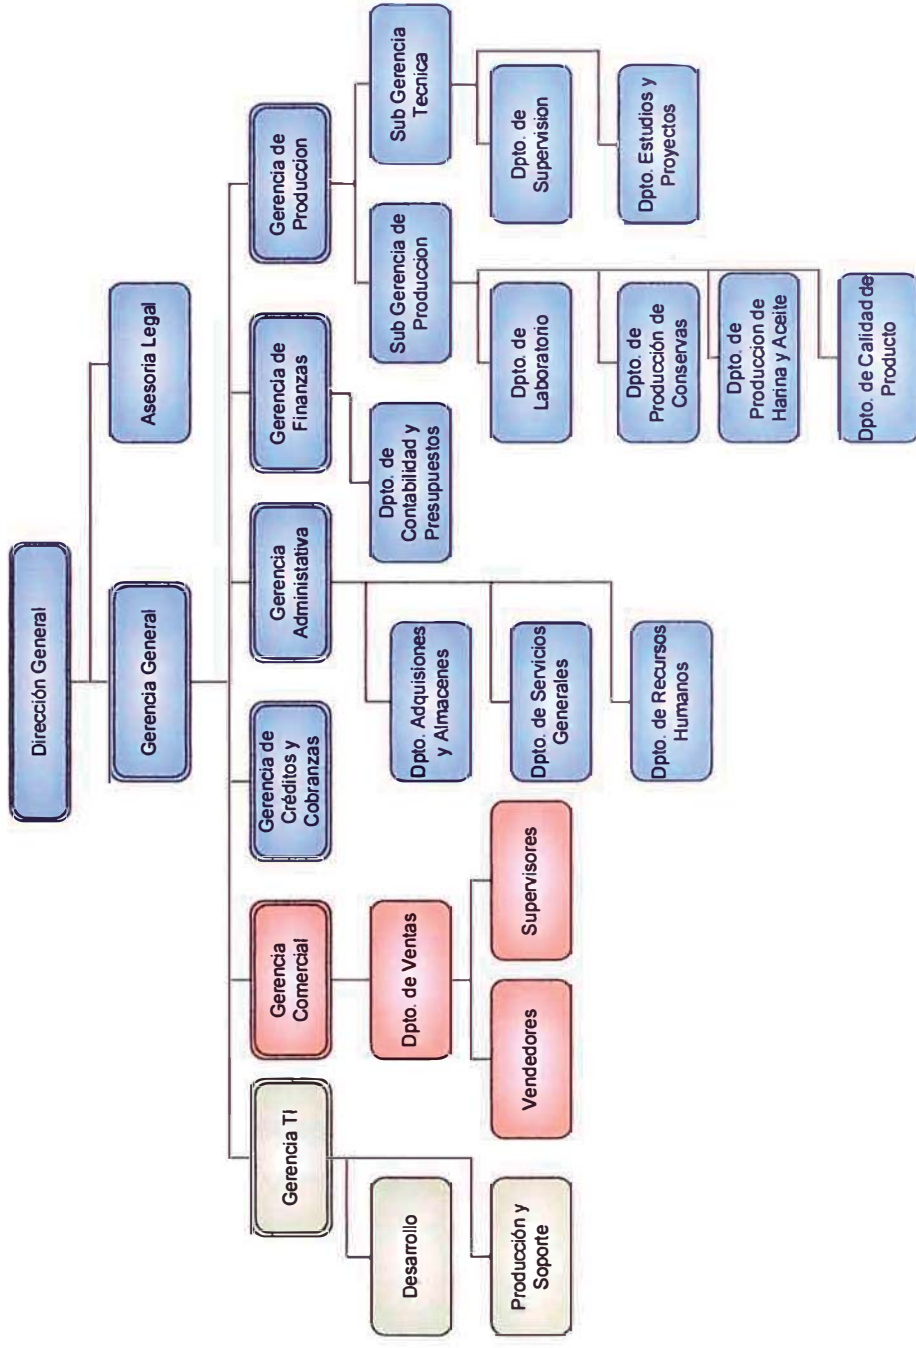 Dirección General
Gerencia General
Asesoria Legal
Gerencia TI
Gerencia
Comercial
Gerencia de
Créditos y
Cobranzas
Gerencia
Administativa
Gerencia de
Finanzas
Gerencia de
Produccion
Desarrollo
Producción y
Soporte
Dpto. de Ventas
Vendedores
Supervisores
Dpto. Adquisiones
y Almacenes
Dpto. de Servicios
Generales
Dpto. de Recursos
Humanos
Dpto. de
Contabilidad y
Presupuestos
Sub Gerencia de
Produccion
Sub Gerencia
Tecnica
Dpto. de
Laboratorio
Dpto. de
Producción de
Conservas
Dpto. de
Produccion de
Harina y Aceite
Dpto. de Calidad de
Producto
Dpto. de
Supervision
Dpto. Estudios y
Proyectos